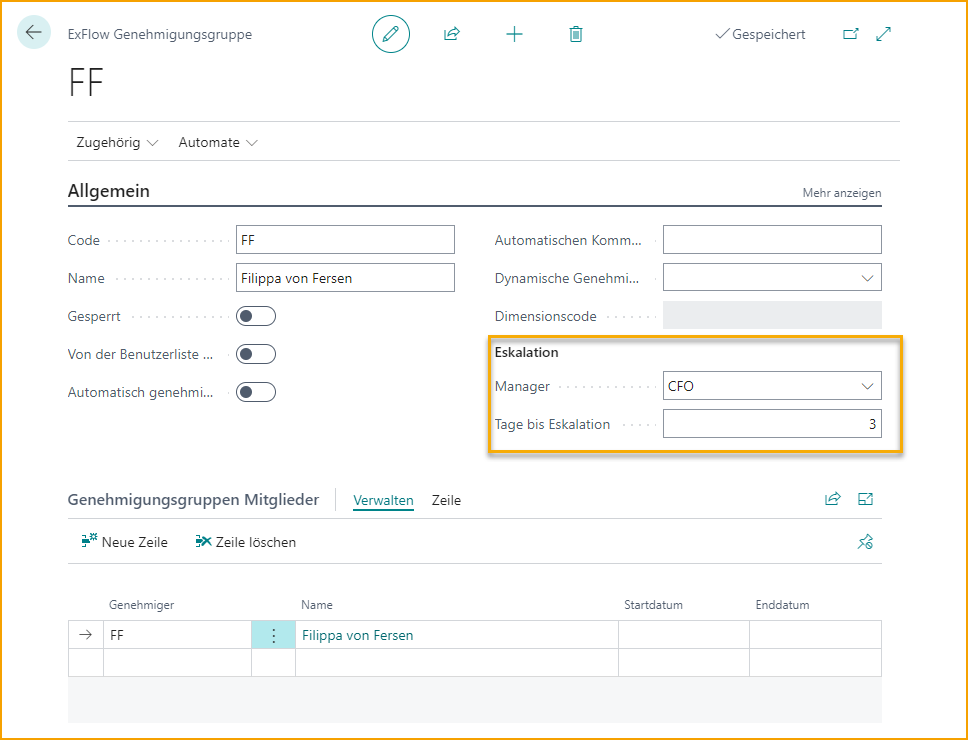 ExFlow Genehmigungsgruppe
Gespeichert
FF
Zugehörig Automate
Allgemein
Mehr anzeigen
Code FF
Name Filippa von Fersen
Gesperrt
Von der Benutzerliste ...
Automatisch genehmi...
Automatischen Komm...
Dynamische Genehmi...
Dimensionscode
Eskalation
Manager CFO
Tage bis Eskalation 3
Genehmigungsgruppen Mitglieder Verwalten Zeile
Neue Zeile Zeile löschen
Genehmiger Name Startdatum Enddatum
FF Filippa von Fersen